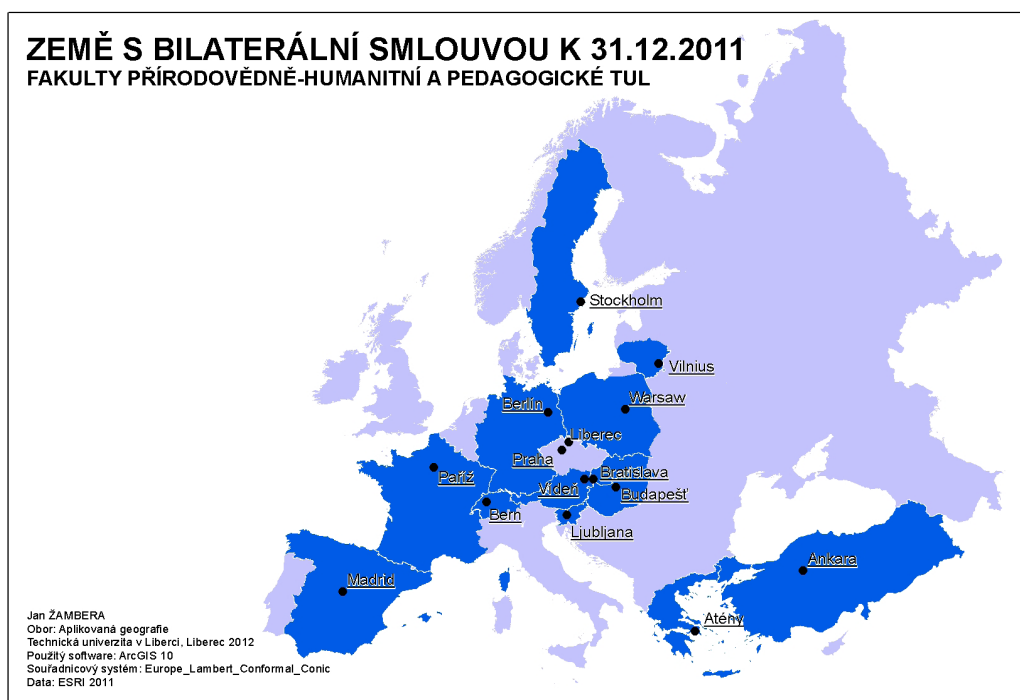 ZEMĚ S BILATERÁLNÍ SMLOUVOU K 31.12.2011
FAKULTY PŘÍRODOVĚDNĚ-HUMANITNÍ A PEDAGOGICKÉ TUL
Stockholm
Vilnius
Berlín
Warsaw
Liberec
Praha
Paříž
Bratislava
Vídeň
Budapešť
Bern
Ljubljana
Ankara
Madrid
Atény
Jan ŽAMBERA
Obor: Aplikovaná geografie
Technická univerzita v Liberci, Liberec 2012
Použitý software: ArcGIS 10
Souřadnicový systém: Europe_Lambert_Conformal_Conic
Data: ESRI 2011